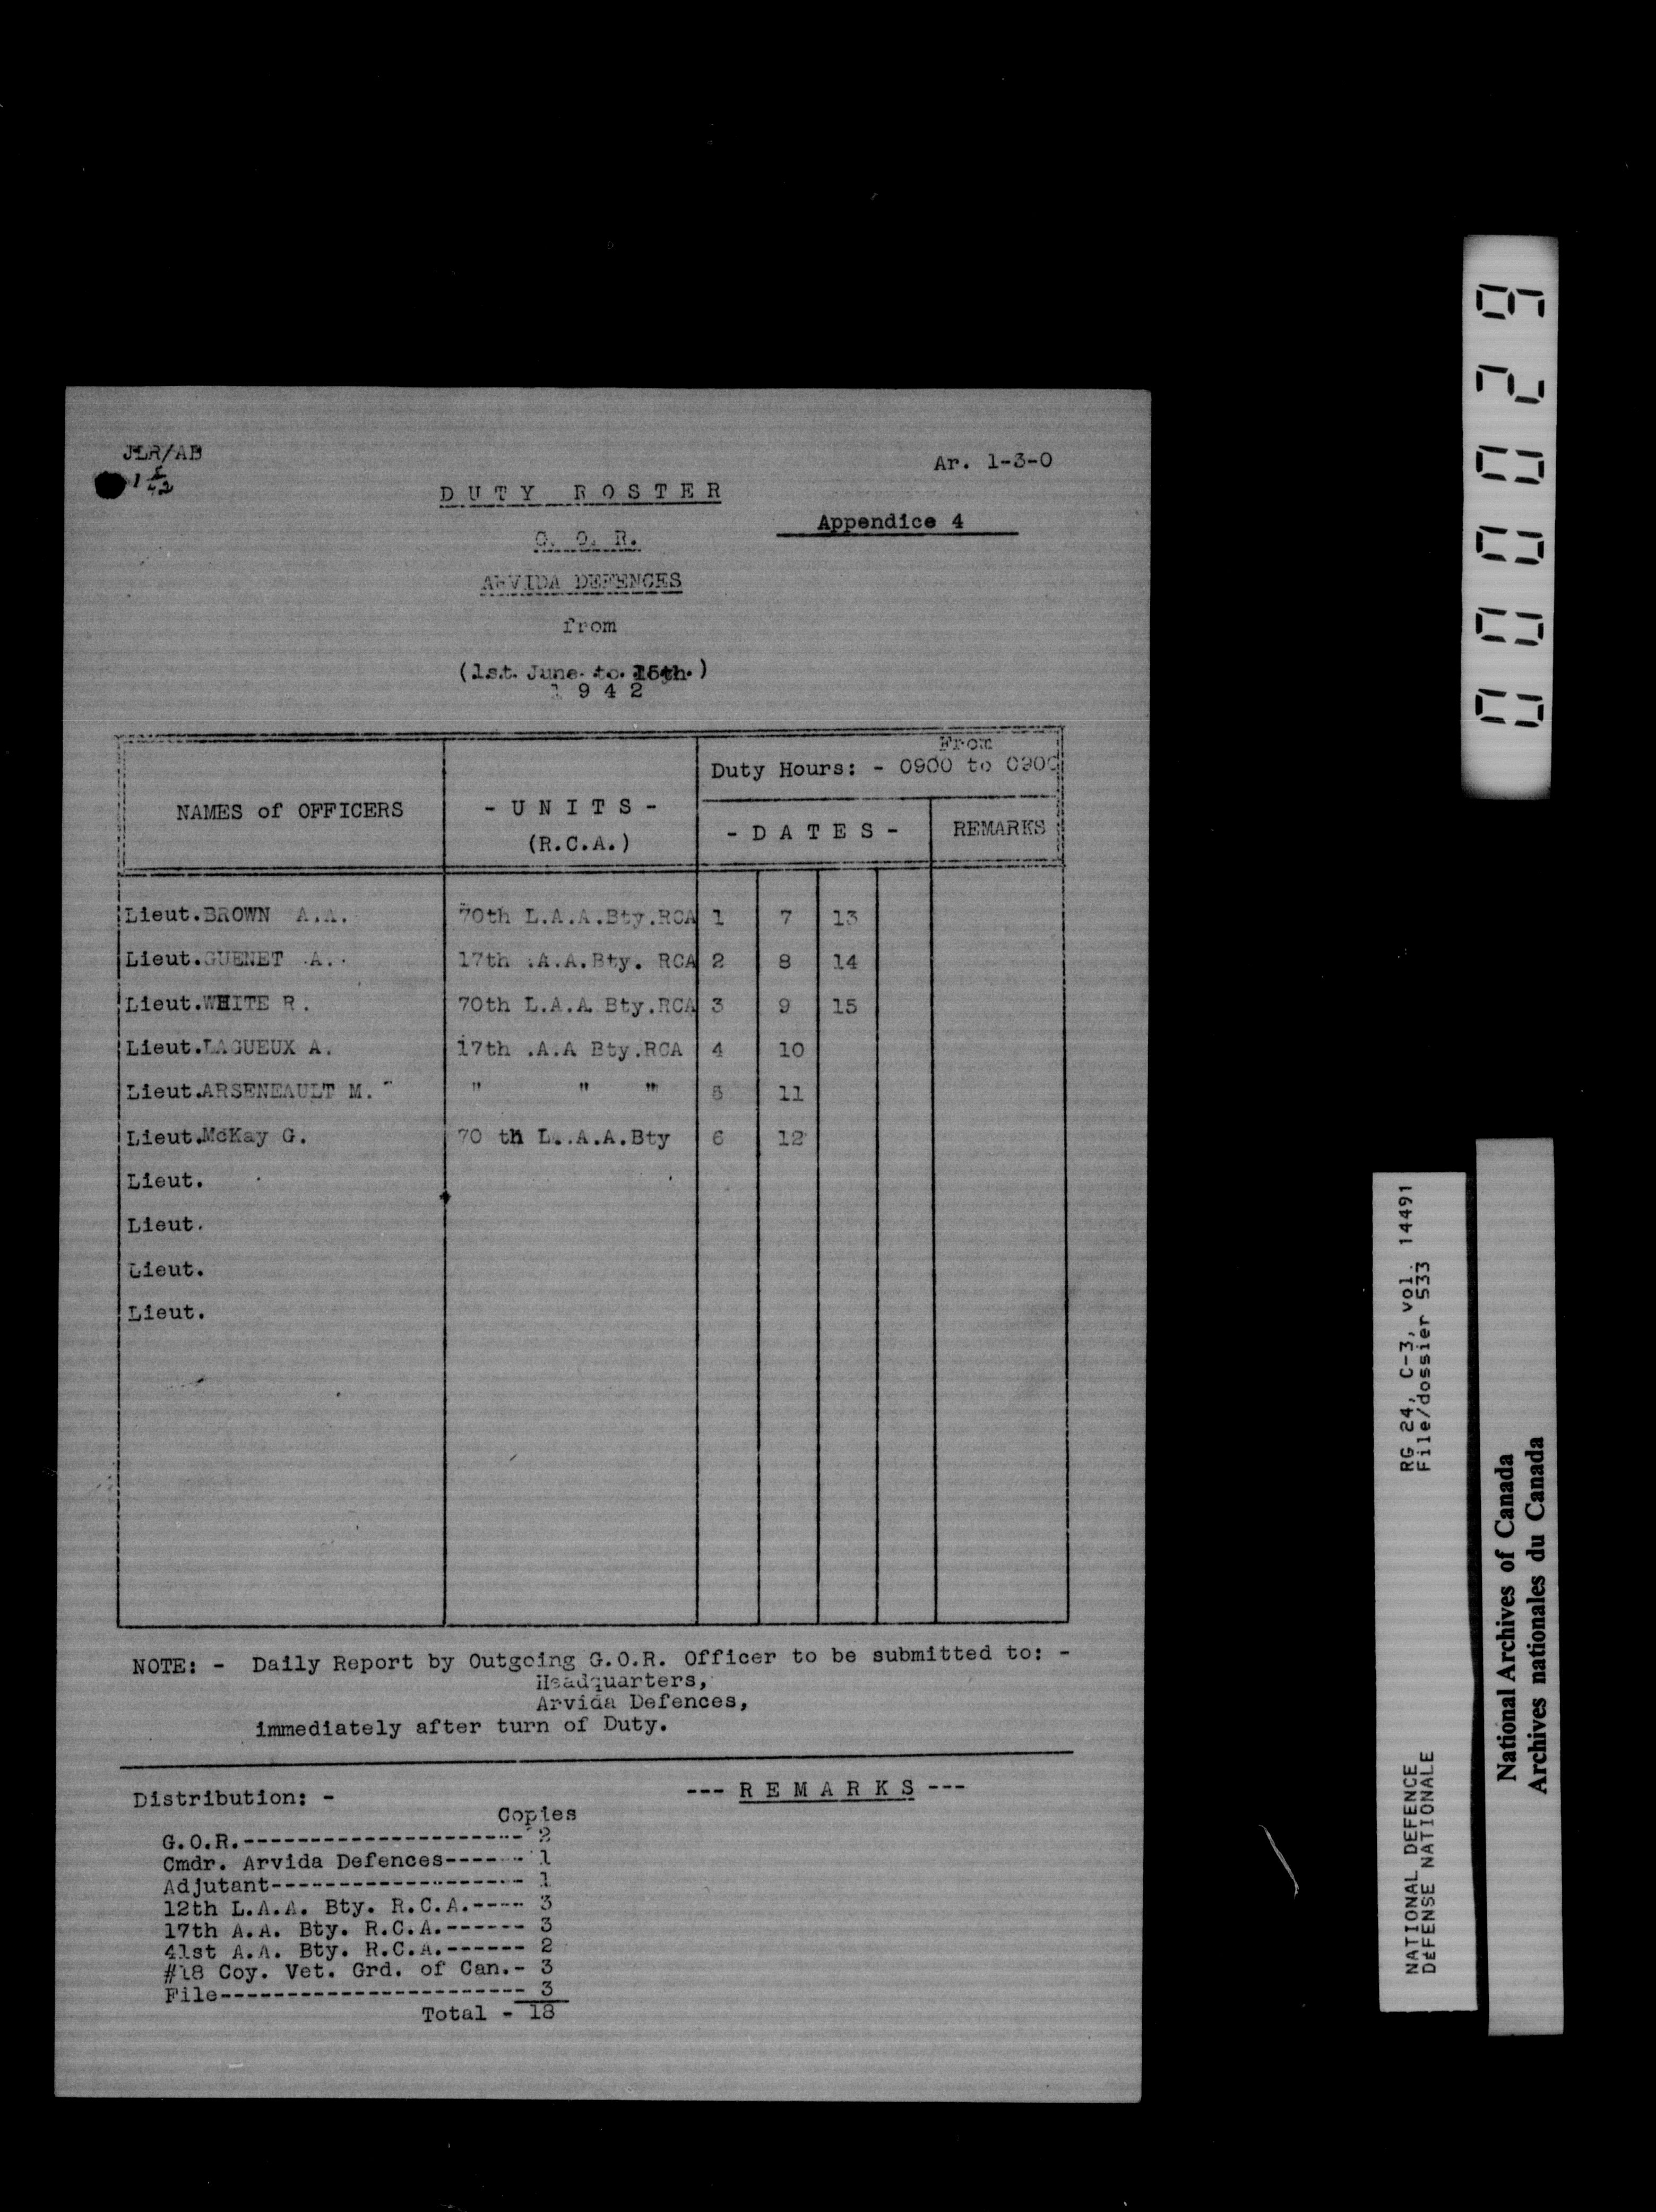 JLR/AB
Ar. 1-3-0
DUTY ROSTER
Appendice 4
G. O. R.
ARVIDA DEFENCES
from
(1st. June to 15th.)
1942
NAMES of OFFICERS
- U N I T S -
(R.C.A.)
From
Duty Hours: - 0900 to 0900
- D A T E S -
REMARKS
Lieut.BROWN A.A. 70th L.A.A.Bty.RCA 1 7 13
Lieut.GUENET .A.. 17th .A.A.Bty. RCA 2 8 14
Lieut.WHITE R. 70th L.A.A Bty.RCA 3 9 15
Lieut.LAGUEUX A. 17th .A.A Bty.RCA 4 10
Lieut.ARSENEAULT M. " " " 5 11
Lieut.McKay G. 70 th L..A.A.Bty 6 12
Lieut.
Lieut.
Lieut.
Lieut.
NOTE: - Daily Report by Outgoing G.O.R. Officer to be submitted to: -
Headquarters,
Arvida Defences,
immediately after turn of Duty.
Distribution: -
--- R E M A R K S ---
Copies
G.O.R.---------------------- 2
Cmdr. Arvida Defences------ 1
Adjutant------------------- 1
12th L.A.A. Bty. R.C.A.---- 3
17th A.A. Bty. R.C.A.------ 3
41st A.A. Bty. R.C.A.------ 2
#18 Coy. Vet. Grd. of Can.- 3
File----------------------- 3
Total - 18
000029
RG 24, C-3, vol. 14491
File/dossier 533
NATIONAL DEFENCE
DÉFENSE NATIONALE
National Archives of Canada
Archives nationales du Canada